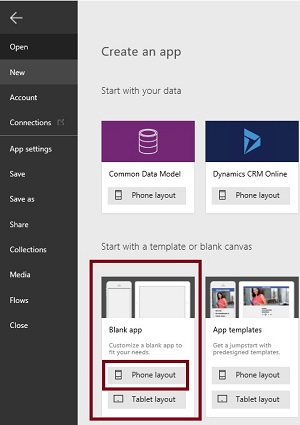 Open
New
Account
Connections
App settings
Save
Save as
Share
Collections
Media
Flows
Close
Create an app
Start with your data
Common Data Model
Phone layout
Dynamics CRM Online
Phone layout
Start with a template or blank canvas
Blank app
Customize a blank app to
fit your needs.
Phone layout
Tablet layout
App templates
Get a jumpstart with
predesigned templates.
Phone layout
Tablet layout